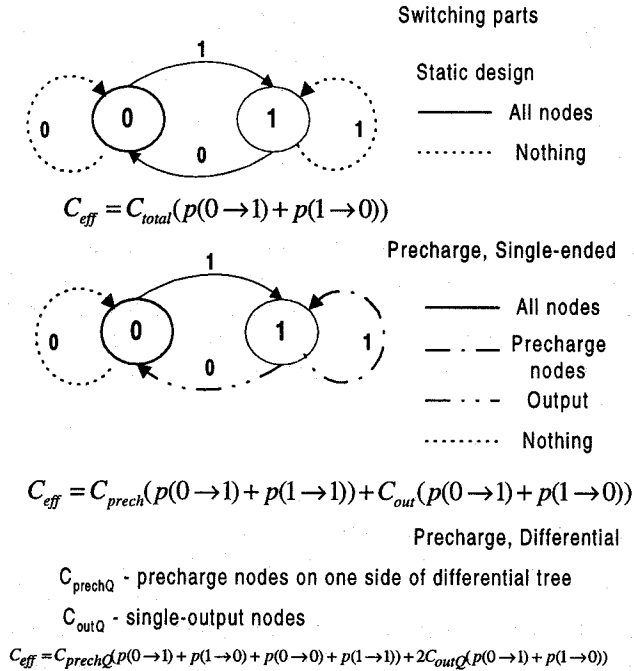 Switching parts
1
Static design
0 0 1 1
All nodes
0
Nothing
C_eff = C_total(p(0→1) + p(1→0))
Precharge, Single-ended
1
All nodes
0 0 1 1
Precharge nodes
0
Output
Nothing
C_eff = C_prech(p(0→1) + p(1→1)) + C_out(p(0→1) + p(1→0))
Precharge, Differential
C_prechQ - precharge nodes on one side of differential tree
C_outQ - single-output nodes
C_eff = C_prechQ(p(0→1) + p(1→0) + p(0→0) + p(1→1)) + 2C_outQ(p(0→1) + p(1→0))